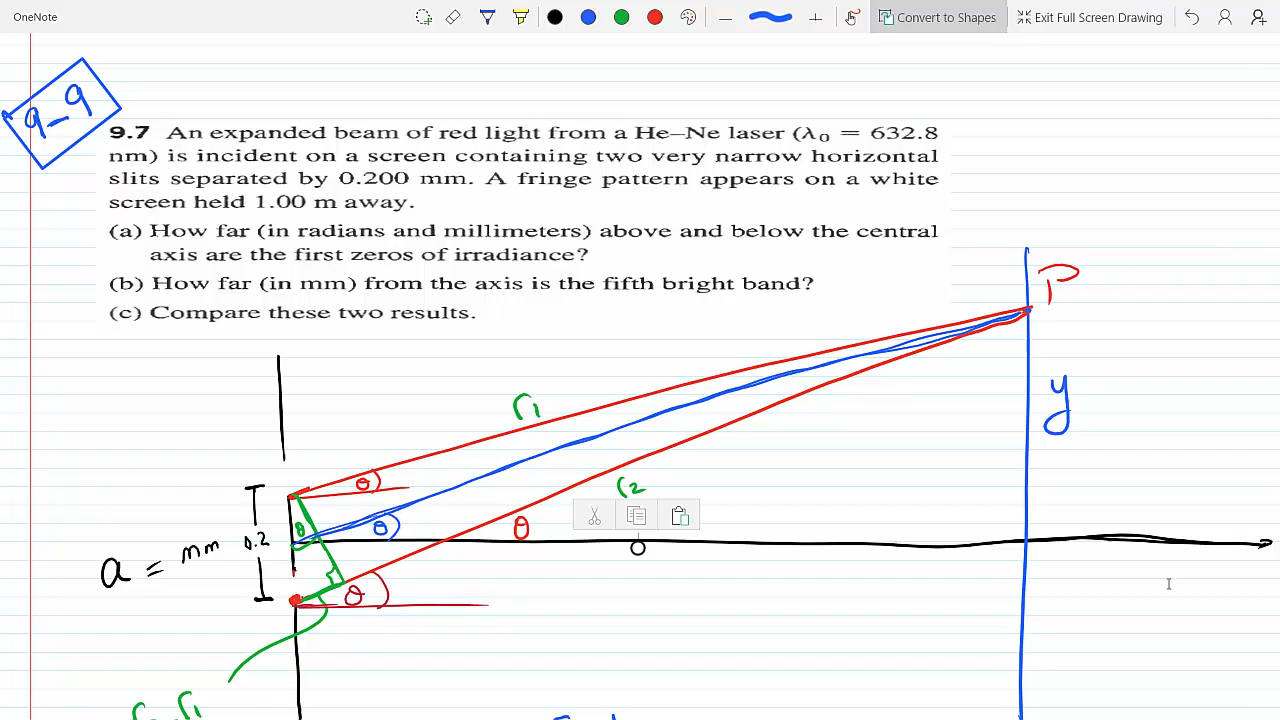 OneNote
Convert to Shapes
Exit Full Screen Drawing
9-9
9.7 An expanded beam of red light from a He–Ne laser (λ₀ = 632.8
nm) is incident on a screen containing two very narrow horizontal
slits separated by 0.200 mm. A fringe pattern appears on a white
screen held 1.00 m away.
(a) How far (in radians and millimeters) above and below the central
axis are the first zeros of irradiance?
(b) How far (in mm) from the axis is the fifth bright band?
(c) Compare these two results.
P
y
r₁
θ
r₂
θ
θ
θ
a = mm 0.2
θ